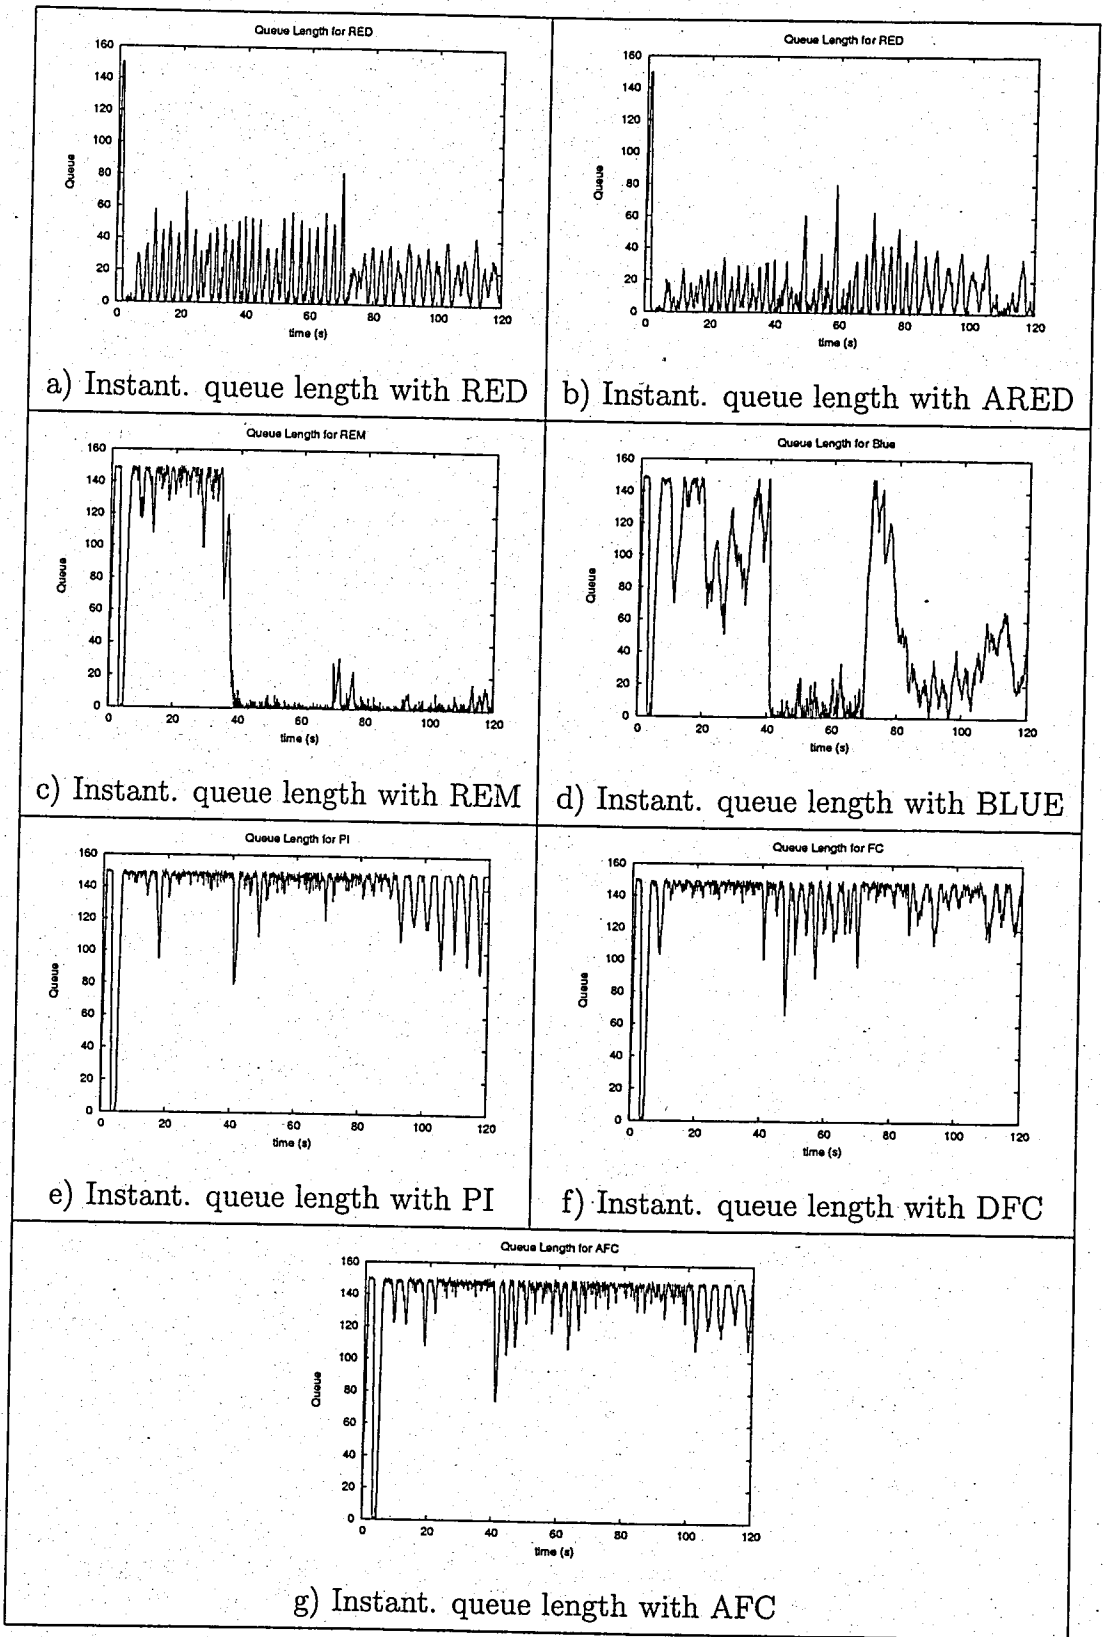 Queue Length for RED
160
140
120
100
80
60
40
20
0
Queue
0 20 40 60 80 100 120
time (s)
a) Instant. queue length with RED
Queue Length for RED
160
140
120
100
80
60
40
20
0
Queue
0 20 40 60 80 100 120
time (s)
b) Instant. queue length with ARED
Queue Length for REM
160
140
120
100
80
60
40
20
0
Queue
0 20 40 60 80 100 120
time (s)
c) Instant. queue length with REM
Queue Length for Blue
160
140
120
100
80
60
40
20
0
Queue
0 20 40 60 80 100 120
time (s)
d) Instant. queue length with BLUE
Queue Length for PI
160
140
120
100
80
60
40
20
0
Queue
0 20 40 60 80 100 120
time (s)
e) Instant. queue length with PI
Queue Length for FC
160
140
120
100
80
60
40
20
0
Queue
0 20 40 60 80 100 120
time (s)
f) Instant. queue length with DFC
Queue Length for AFC
160
140
120
100
80
60
40
20
0
Queue
0 20 40 60 80 100 120
time (s)
g) Instant. queue length with AFC